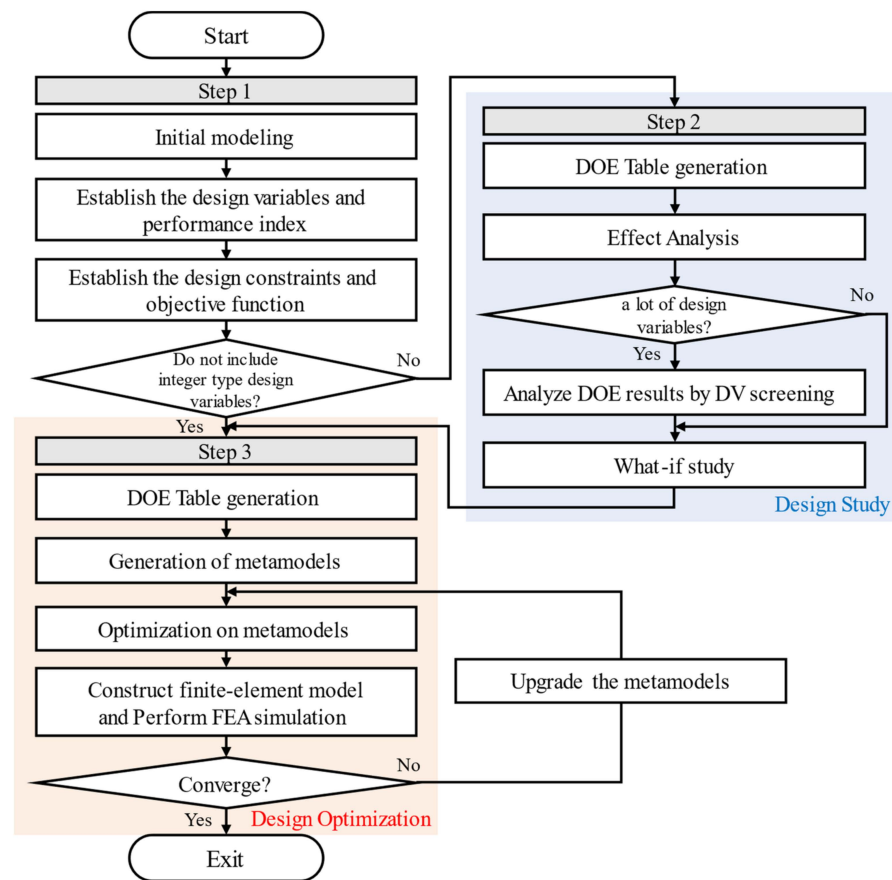 Start
Step 1
Initial modeling
Establish the design variables and
performance index
Establish the design constraints and
objective function
Do not include
integer type design
variables?
No
Yes
Step 2
DOE Table generation
Effect Analysis
a lot of design
variables?
No
Yes
Analyze DOE results by DV screening
What-if study
Design Study
Step 3
DOE Table generation
Generation of metamodels
Optimization on metamodels
Construct finite-element model
and Perform FEA simulation
Upgrade the metamodels
Converge?
No
Yes
Design Optimization
Exit